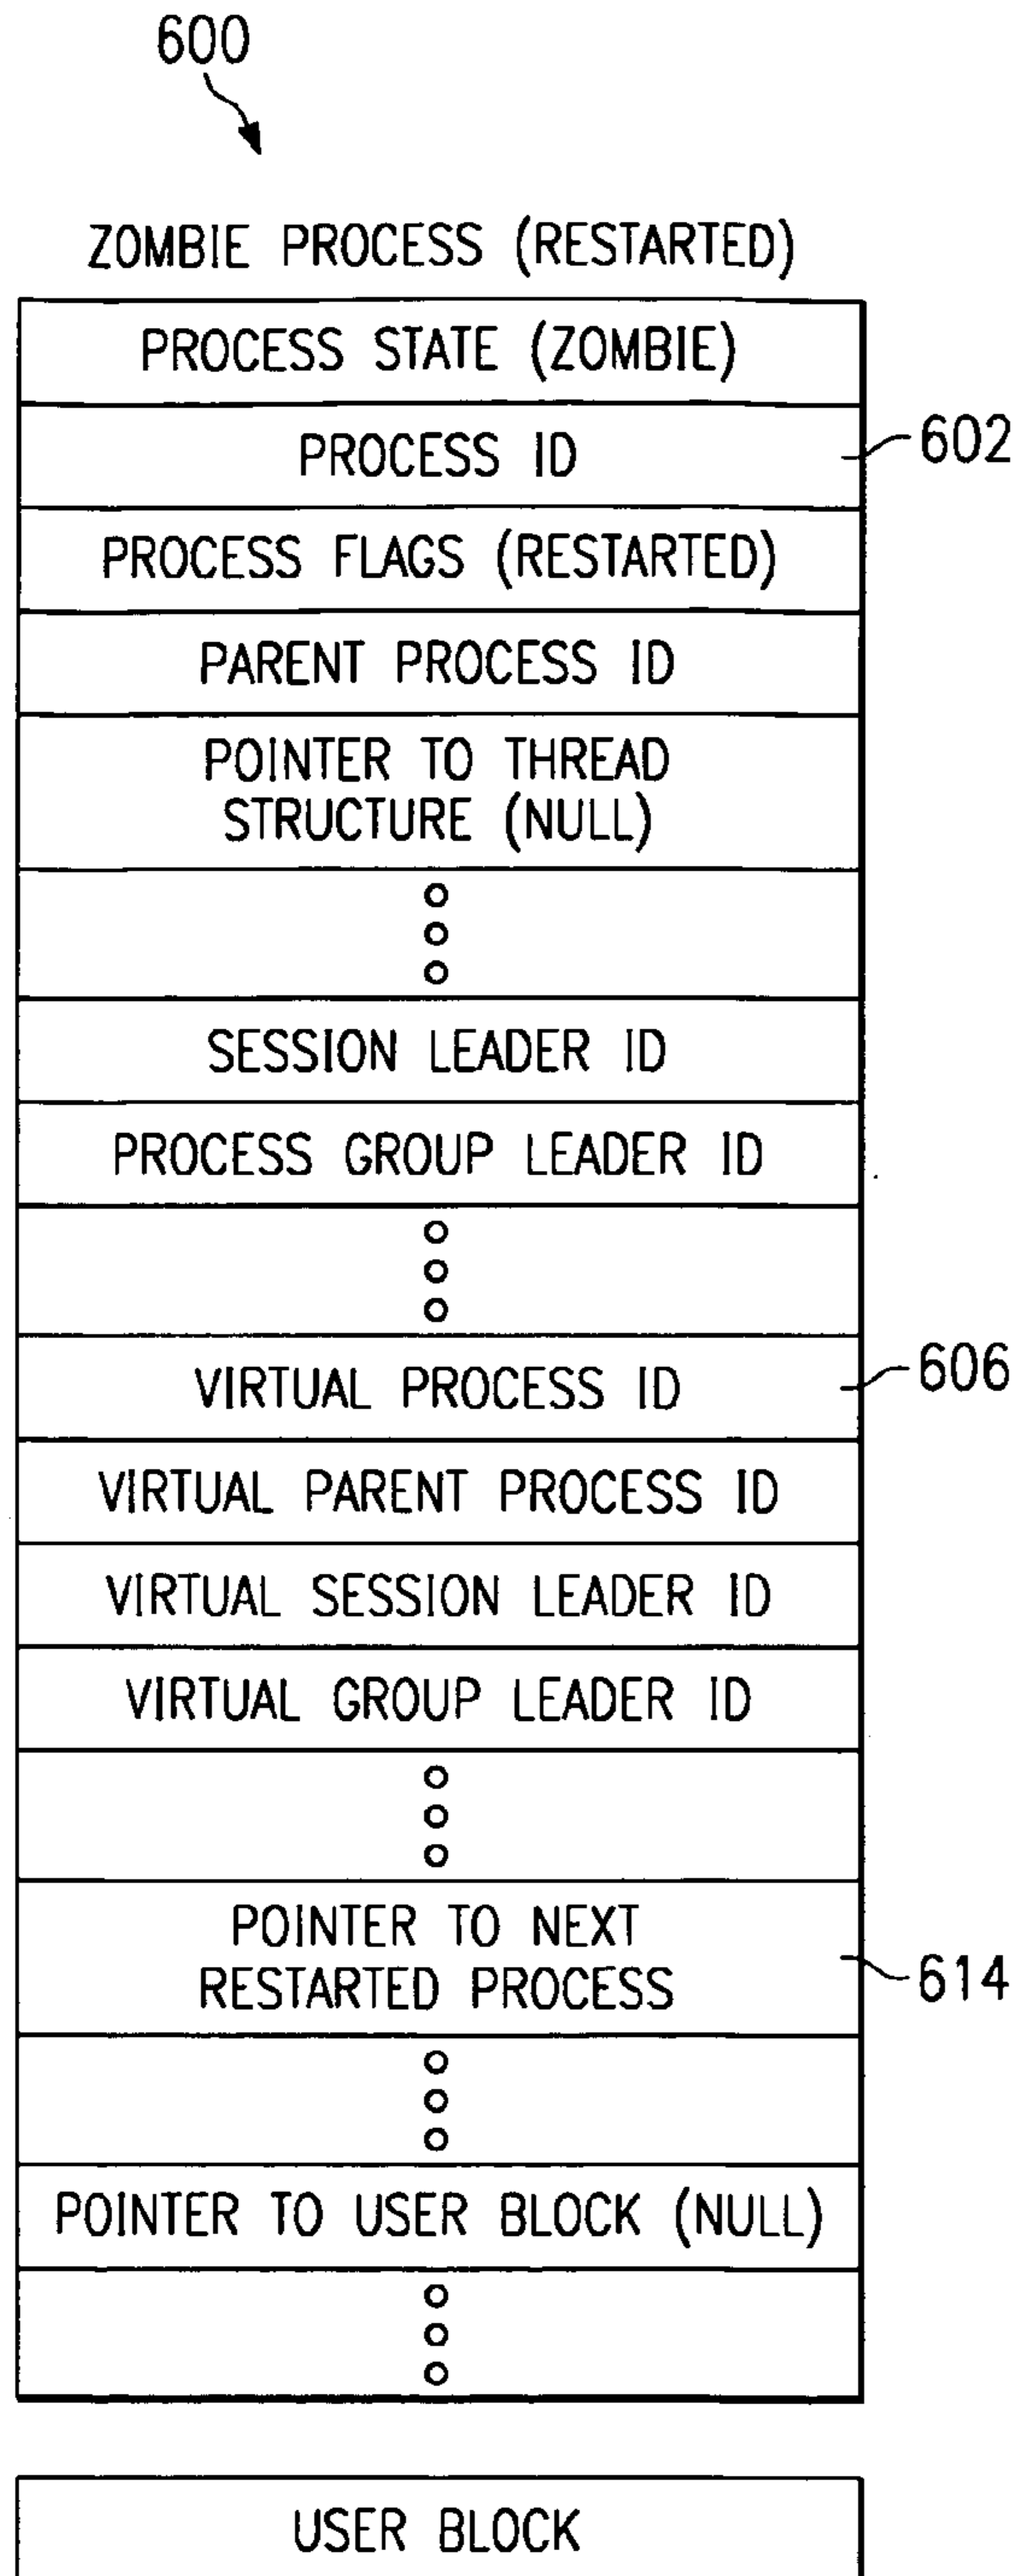 600
ZOMBIE PROCESS (RESTARTED)
PROCESS STATE (ZOMBIE)
PROCESS ID
602
PROCESS FLAGS (RESTARTED)
PARENT PROCESS ID
POINTER TO THREAD
STRUCTURE (NULL)
SESSION LEADER ID
PROCESS GROUP LEADER ID
VIRTUAL PROCESS ID
606
VIRTUAL PARENT PROCESS ID
VIRTUAL SESSION LEADER ID
VIRTUAL GROUP LEADER ID
POINTER TO NEXT
RESTARTED PROCESS
614
POINTER TO USER BLOCK (NULL)
USER BLOCK